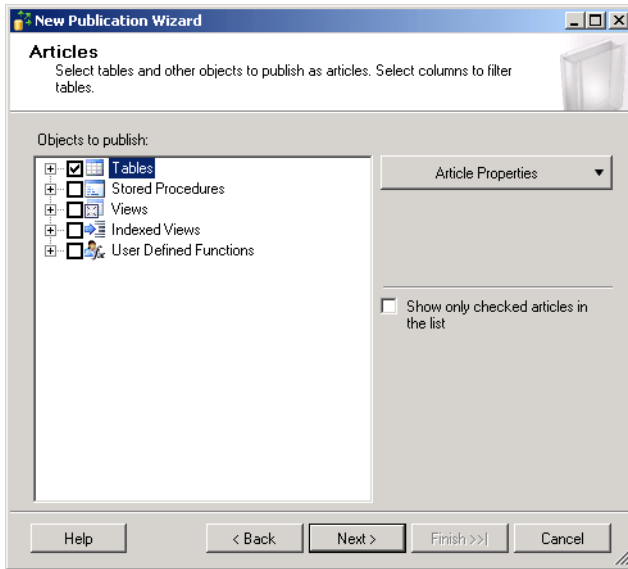 New Publication Wizard
Articles
Select tables and other objects to publish as articles. Select columns to filter
tables.
Objects to publish:
Tables
Stored Procedures
Views
Indexed Views
User Defined Functions
Article Properties
Show only checked articles in
the list
Help
< Back
Next >
Finish >>|
Cancel